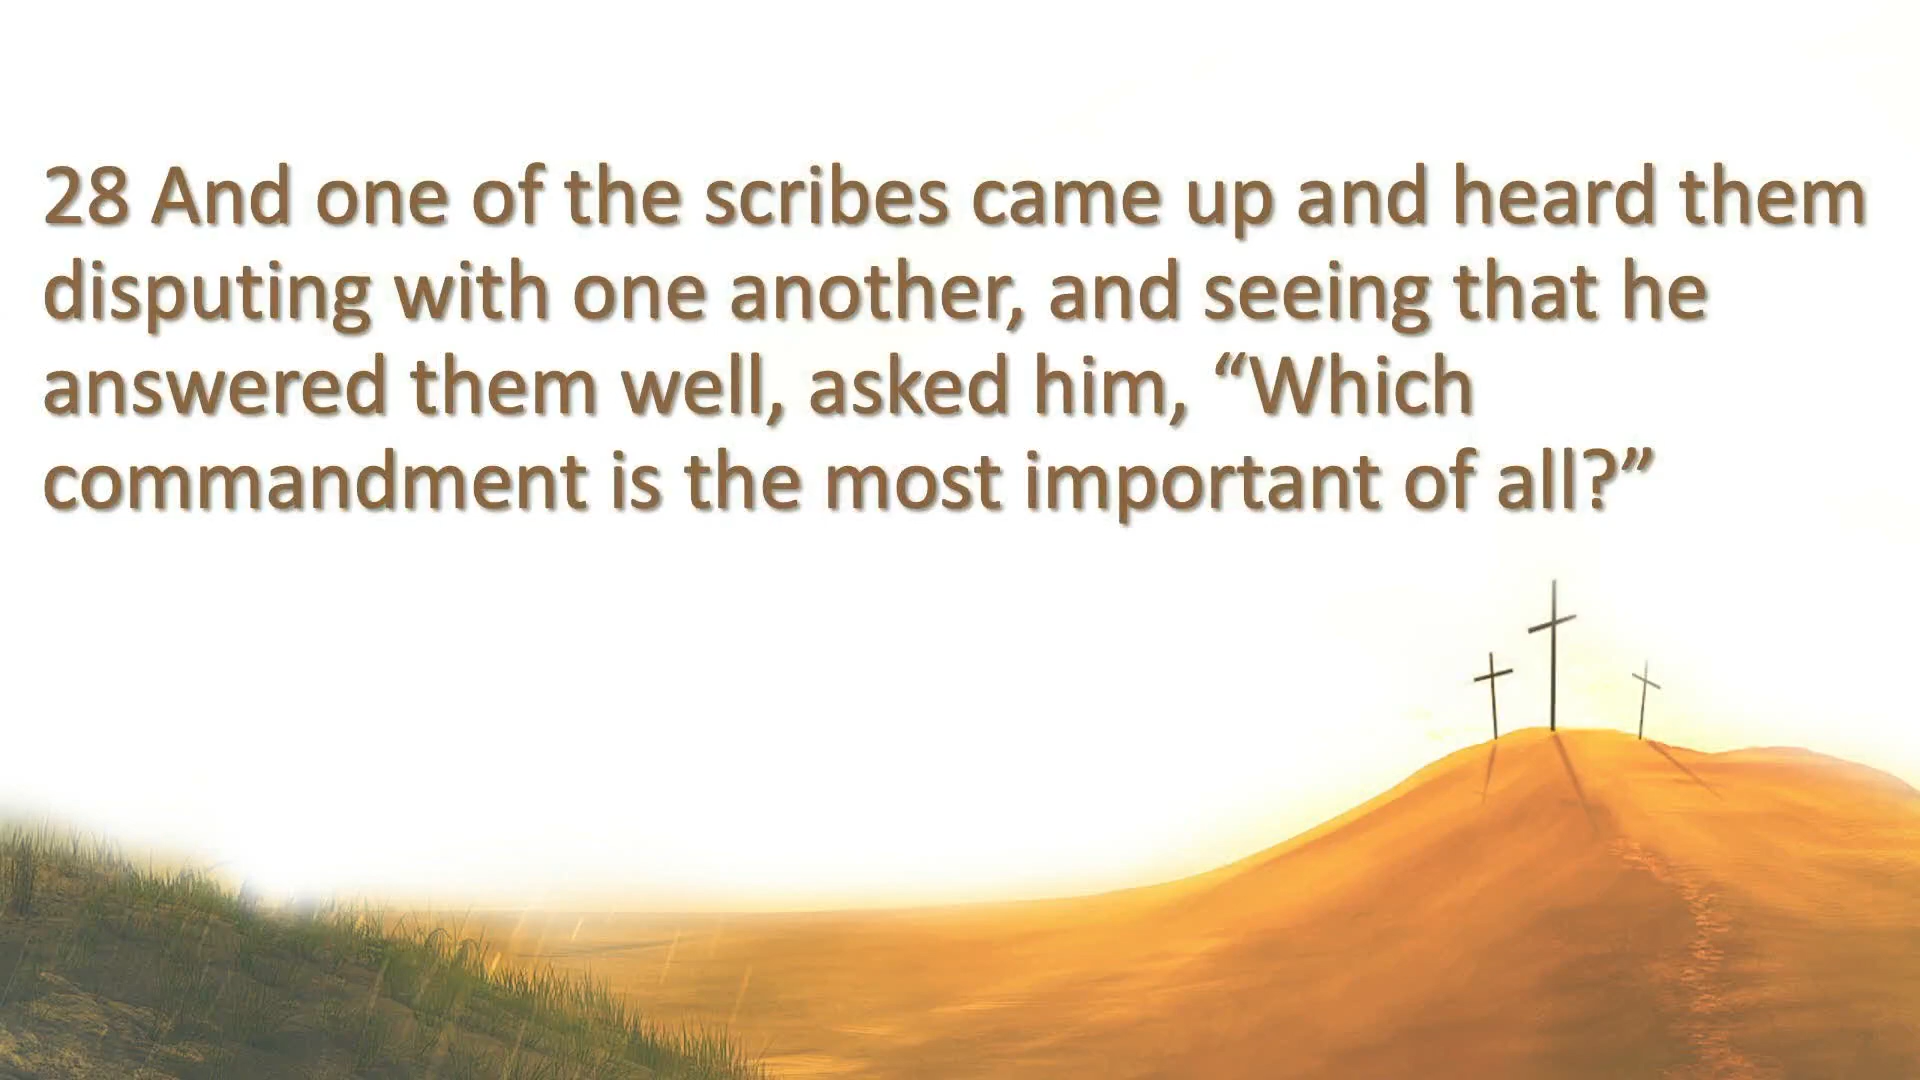 28 And one of the scribes came up and heard them
disputing with one another, and seeing that he
answered them well, asked him, “Which
commandment is the most important of all?”